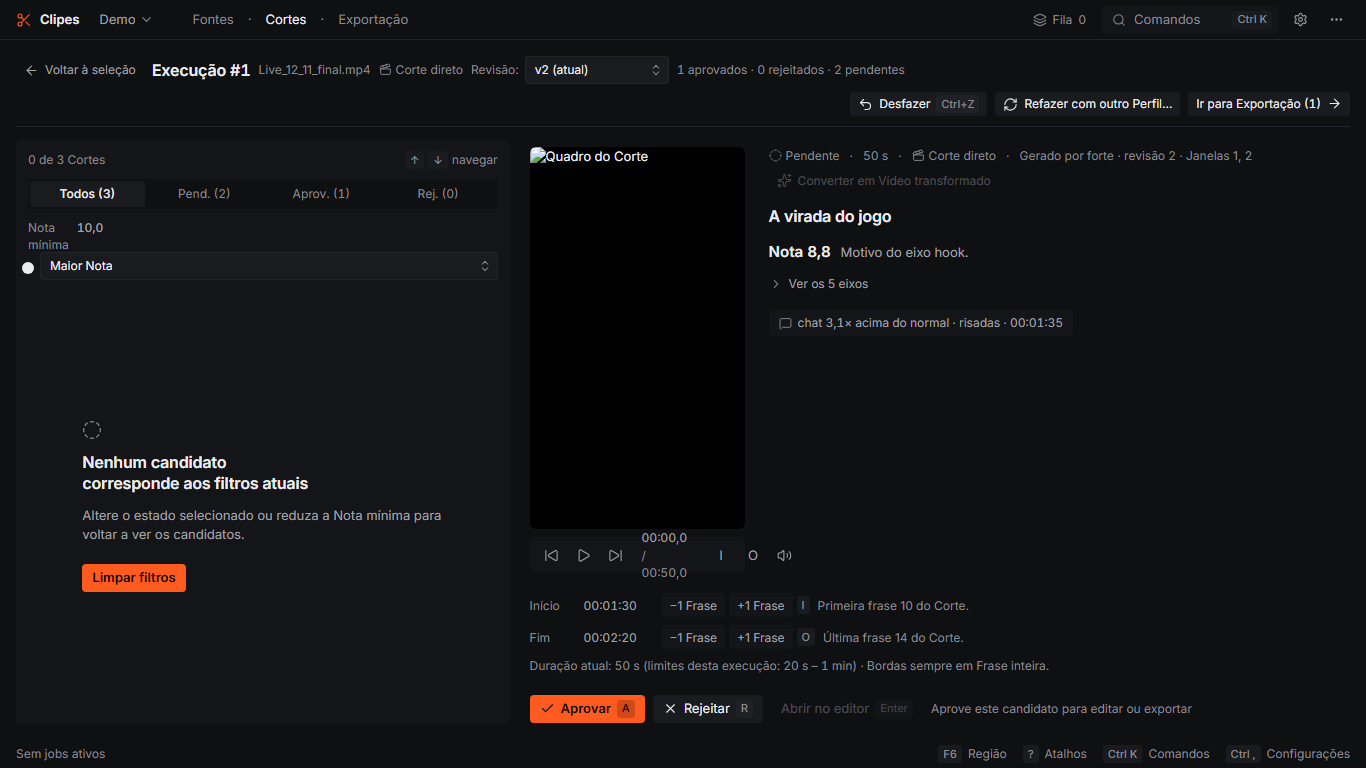 Clipes Demo Fontes · Cortes · Exportação Fila 0 Comandos Ctrl K
Voltar à seleção Execução #1 Live_12_11_final.mp4 Corte direto Revisão: v2 (atual) 1 aprovados · 0 rejeitados · 2 pendentes
Desfazer Ctrl+Z Refazer com outro Perfil... Ir para Exportação (1)
0 de 3 Cortes navegar
Todos (3) Pend. (2) Aprov. (1) Rej. (0)
Nota mínima 10,0
Maior Nota
Nenhum candidato
corresponde aos filtros atuais
Altere o estado selecionado ou reduza a Nota mínima para
voltar a ver os candidatos.
Limpar filtros
Quadro do Corte
00:00,0
/
00:50,0
I O
Pendente · 50 s · Corte direto · Gerado por forte · revisão 2 · Janelas 1, 2
Converter em Vídeo transformado
A virada do jogo
Nota 8,8 Motivo do eixo hook.
Ver os 5 eixos
chat 3,1× acima do normal · risadas · 00:01:35
Início 00:01:30 −1 Frase +1 Frase I Primeira frase 10 do Corte.
Fim 00:02:20 −1 Frase +1 Frase O Última frase 14 do Corte.
Duração atual: 50 s (limites desta execução: 20 s – 1 min) · Bordas sempre em Frase inteira.
Aprovar A Rejeitar R Abrir no editor Enter Aprove este candidato para editar ou exportar
Sem jobs ativos F6 Região ? Atalhos Ctrl K Comandos Ctrl , Configurações